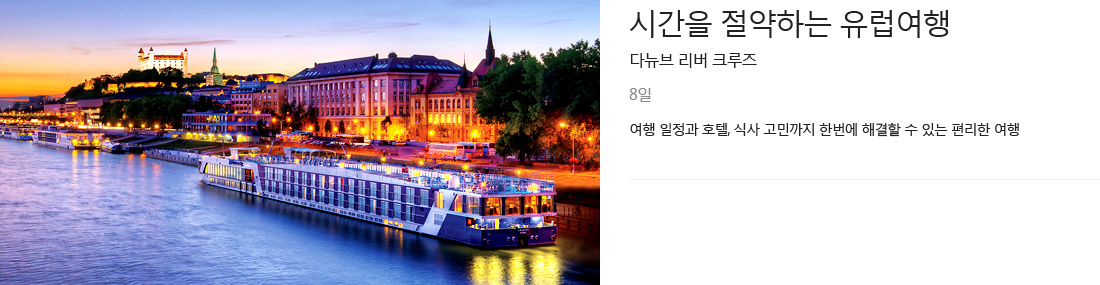 시간을 절약하는 유럽여행
다뉴브 리버 크루즈
8일
여행 일정과 호텔, 식사 고민까지 한번에 해결할 수 있는 편리한 여행